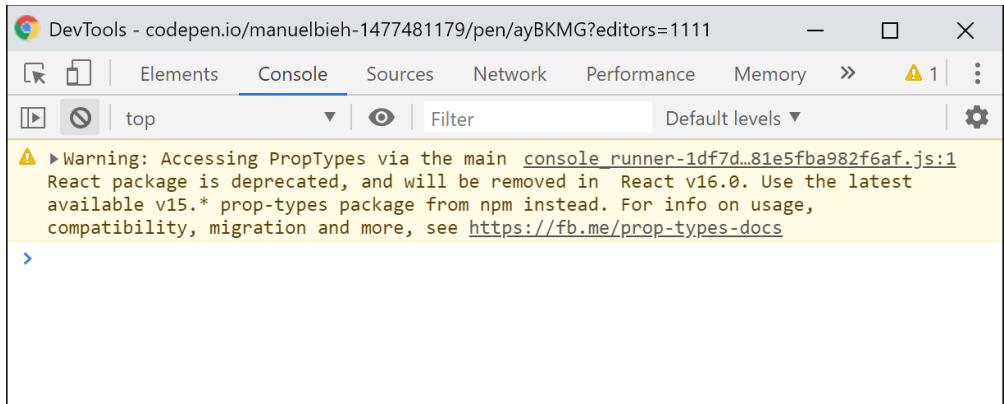 DevTools - codepen.io/manuelbieh-1477481179/pen/ayBKMG?editors=1111
Elements Console Sources Network Performance Memory » 1
top Filter Default levels ▼
Warning: Accessing PropTypes via the main console_runner-1df7d…81e5fba982f6af.js:1
React package is deprecated, and will be removed in  React v16.0. Use the latest
available v15.* prop-types package from npm instead. For info on usage,
compatibility, migration and more, see https://fb.me/prop-types-docs